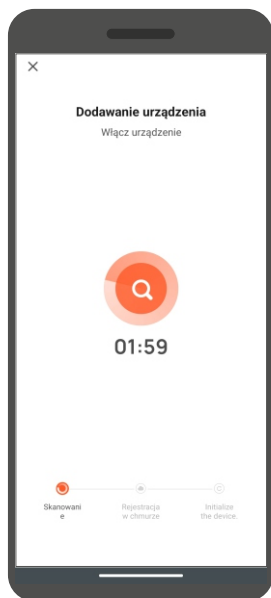 Dodawanie urządzenia
Włącz urządzenie
01:59
Skanowani
e
Rejestracja
w chmurze
Initialize
the device.